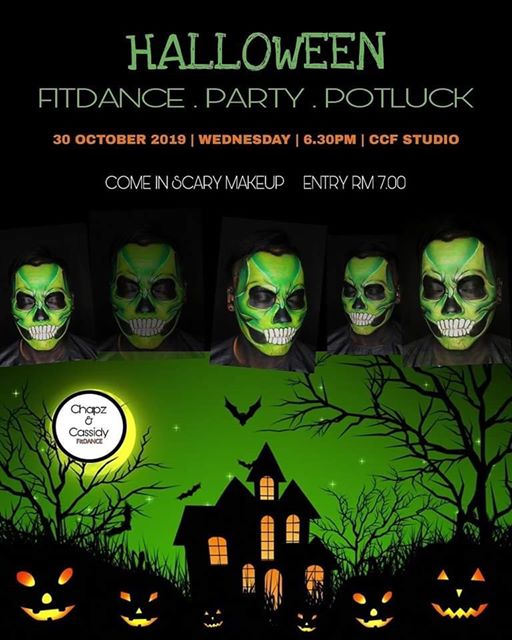 HALLOWEEN
FITDANCE . PARTY . POTLUCK
30 OCTOBER 2019 | WEDNESDAY | 6.30PM | CCF STUDIO
COME IN SCARY MAKEUP ENTRY RM 7.00
Chapz
&
Cassidy
FitDANCE